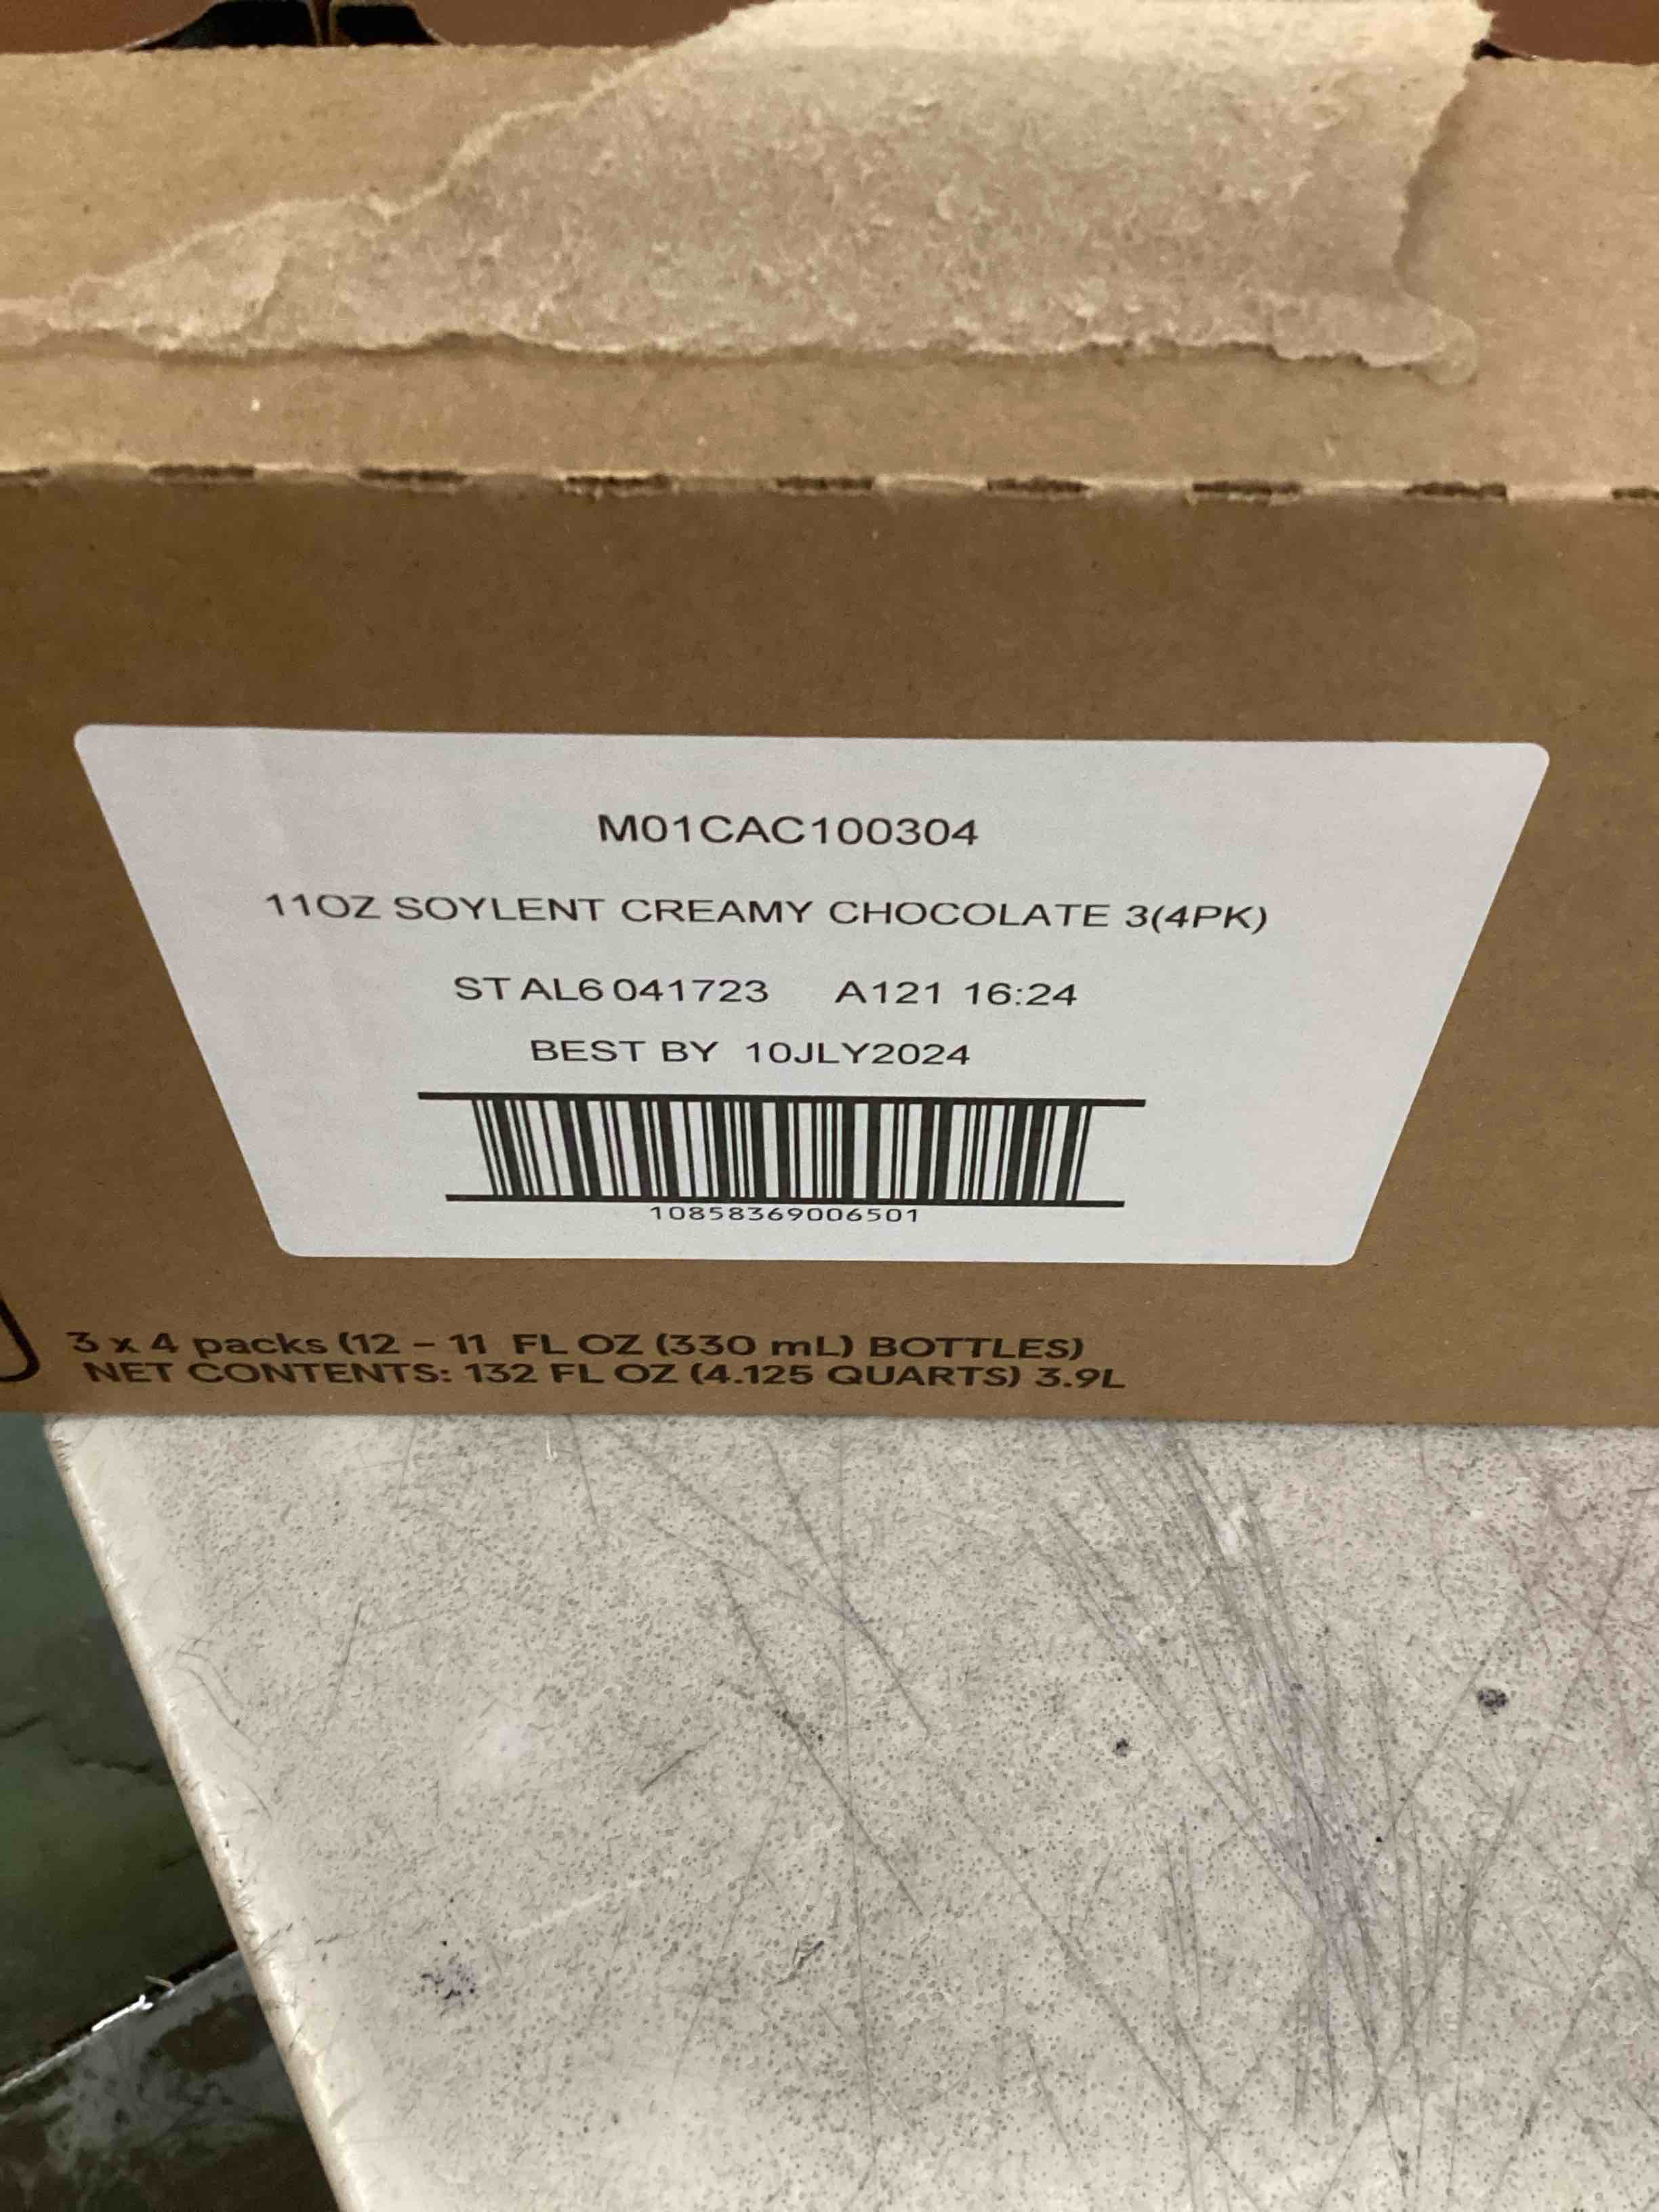 M01CAC100304
11OZ SOYLENT CREAMY CHOCOLATE 3(4PK)
ST AL6 041723 A121 16:24
BEST BY 10JLY2024
10858369006501
3 x 4 packs (12 – 11 FL OZ (330 mL) BOTTLES)
NET CONTENTS: 132 FL OZ (4.125 QUARTS) 3.9L